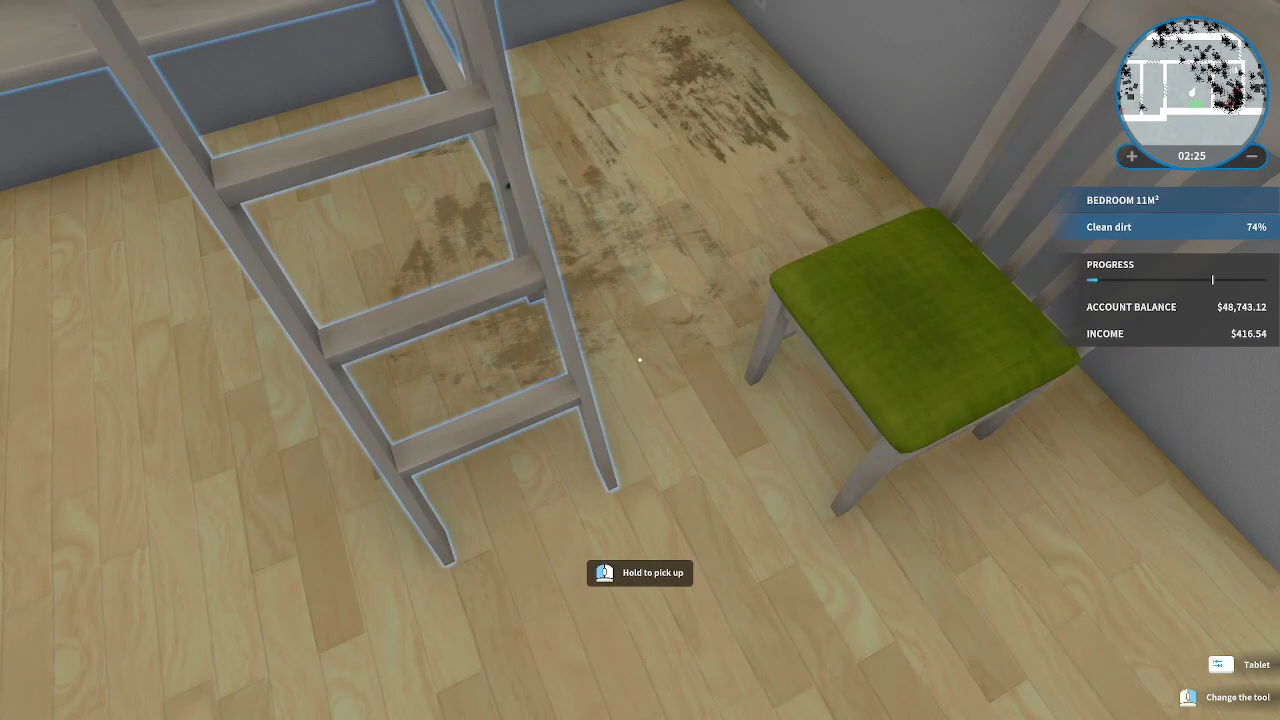 02:25
BEDROOM 11M²
Clean dirt 74%
PROGRESS
ACCOUNT BALANCE $48,743.12
INCOME $416.54
Hold to pick up
Tablet
Change the tool